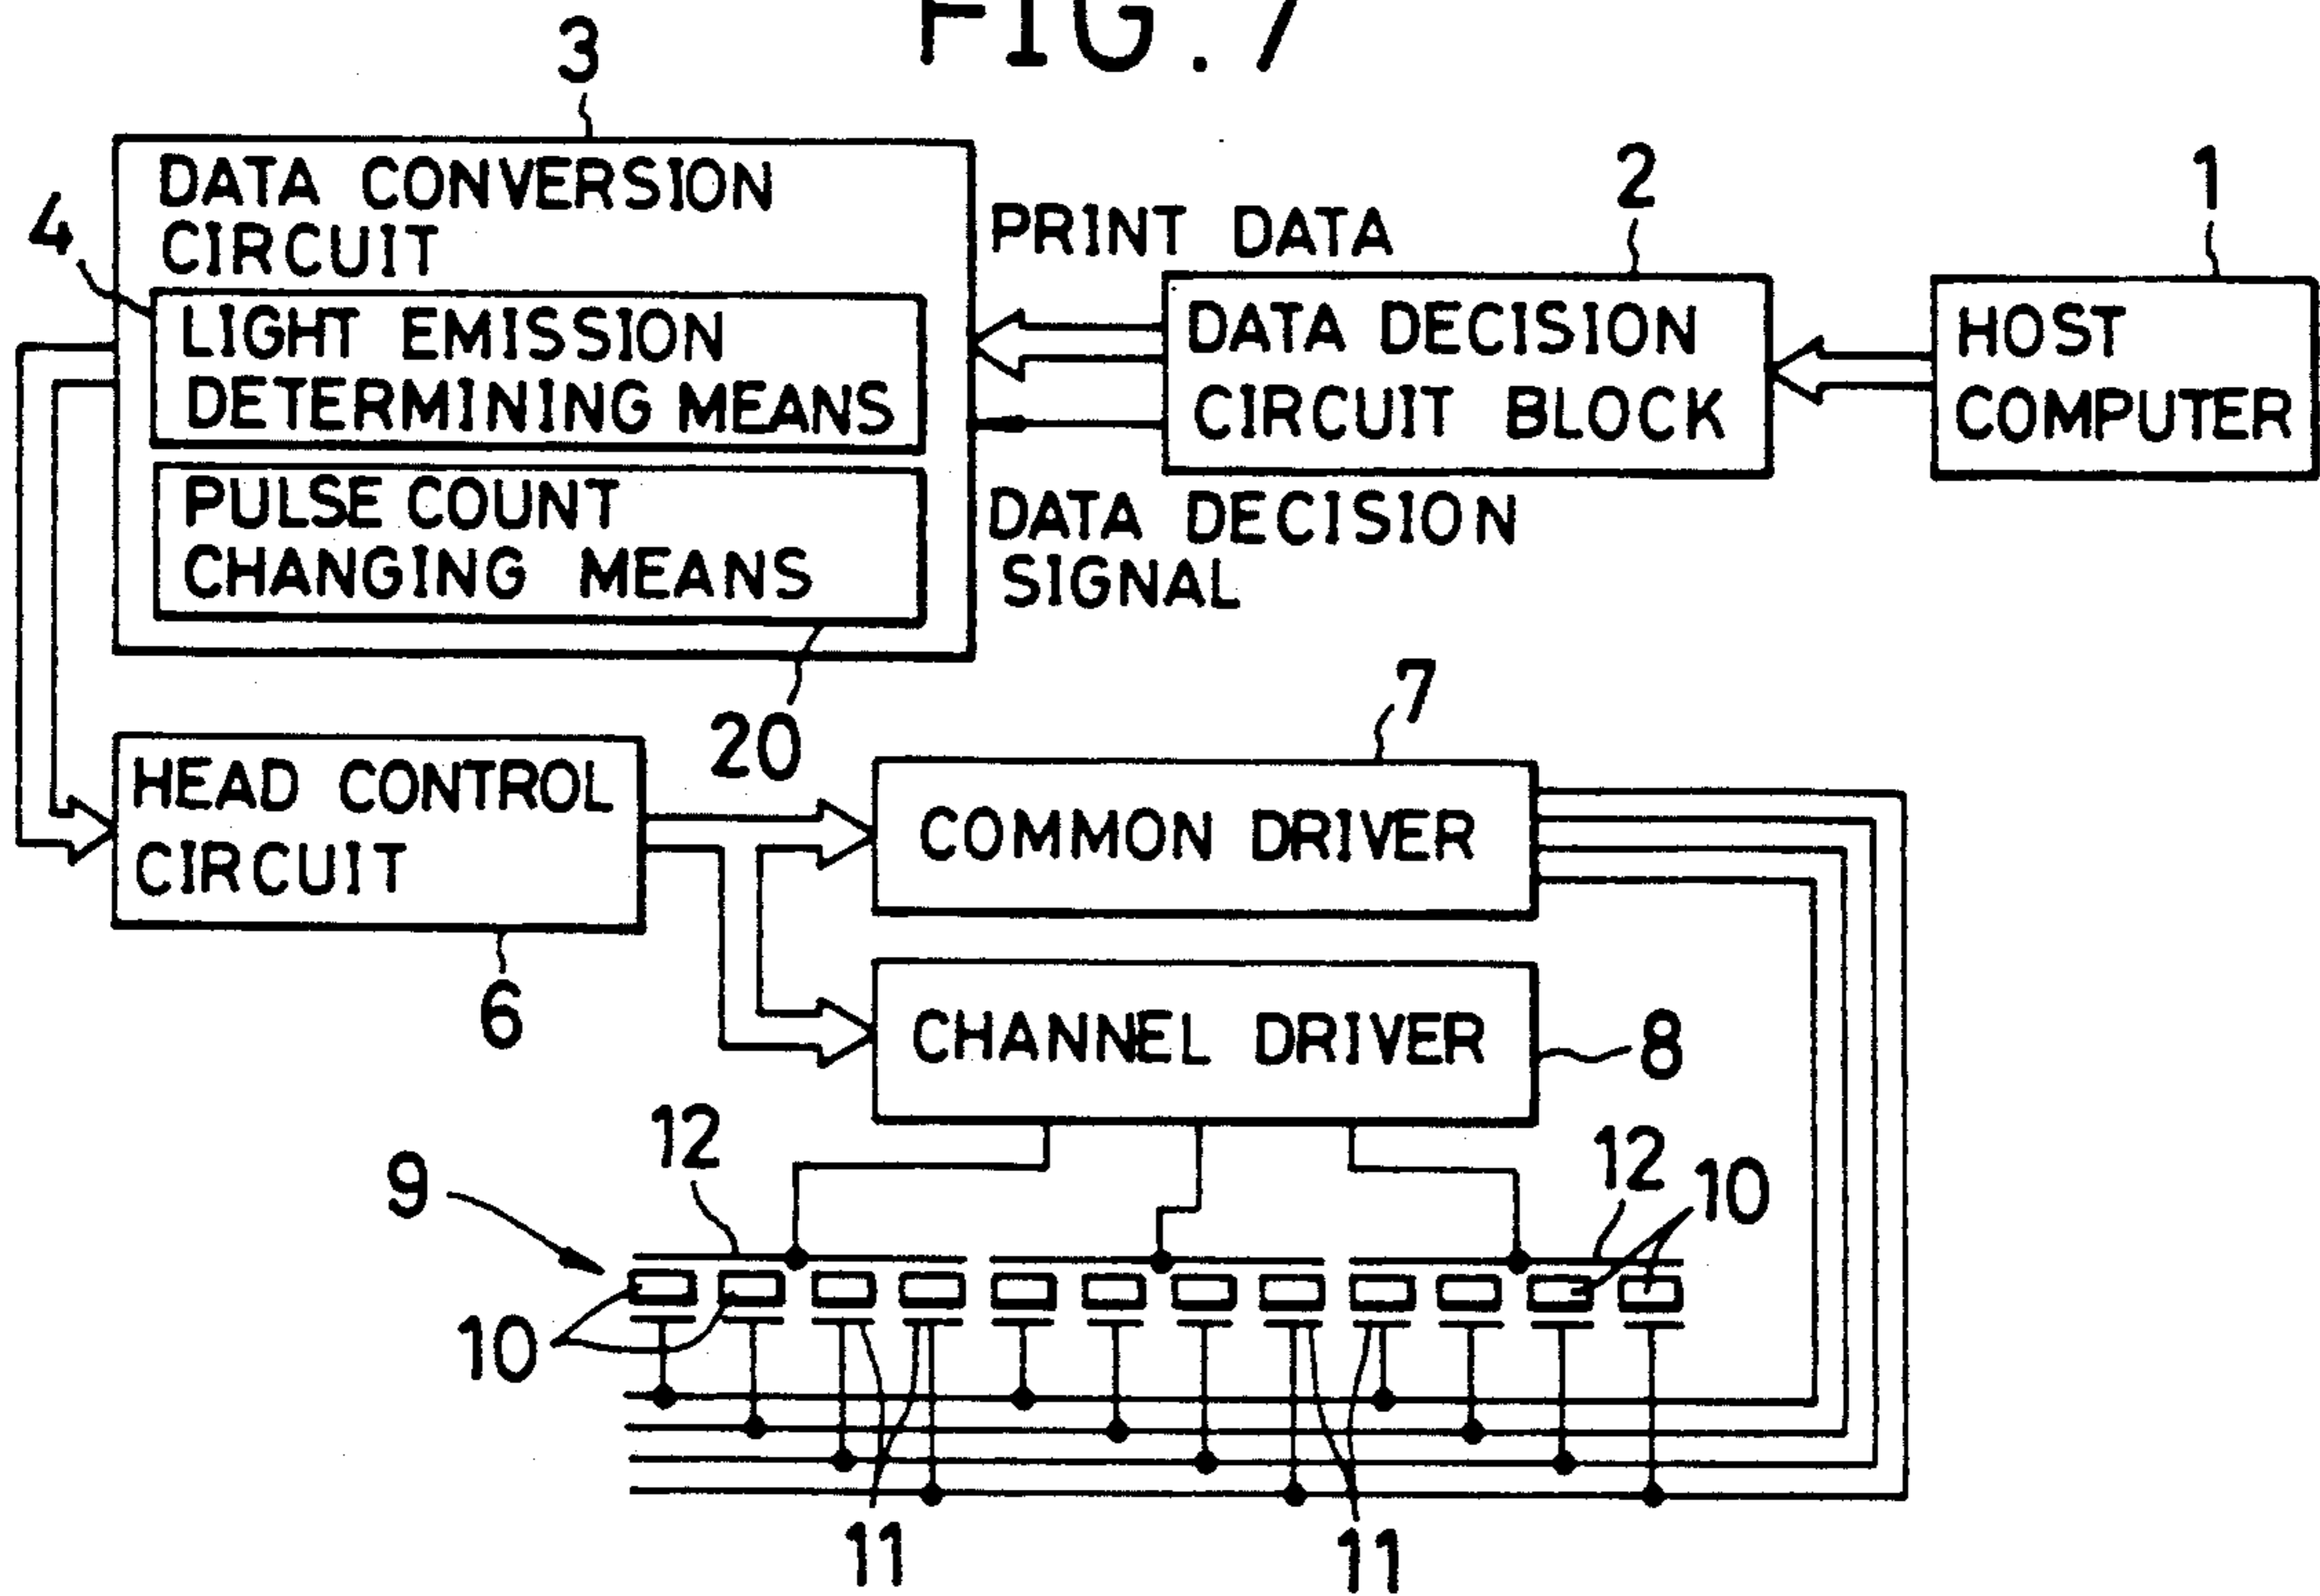 FIG. 7
3
DATA CONVERSION
CIRCUIT
4
LIGHT EMISSION
DETERMINING MEANS
PULSE COUNT
CHANGING MEANS
20
PRINT DATA
DATA DECISION
SIGNAL
2
DATA DECISION
CIRCUIT BLOCK
1
HOST
COMPUTER
HEAD CONTROL
CIRCUIT
6
7
COMMON DRIVER
CHANNEL DRIVER
8
9
12
12
10
10
11
11